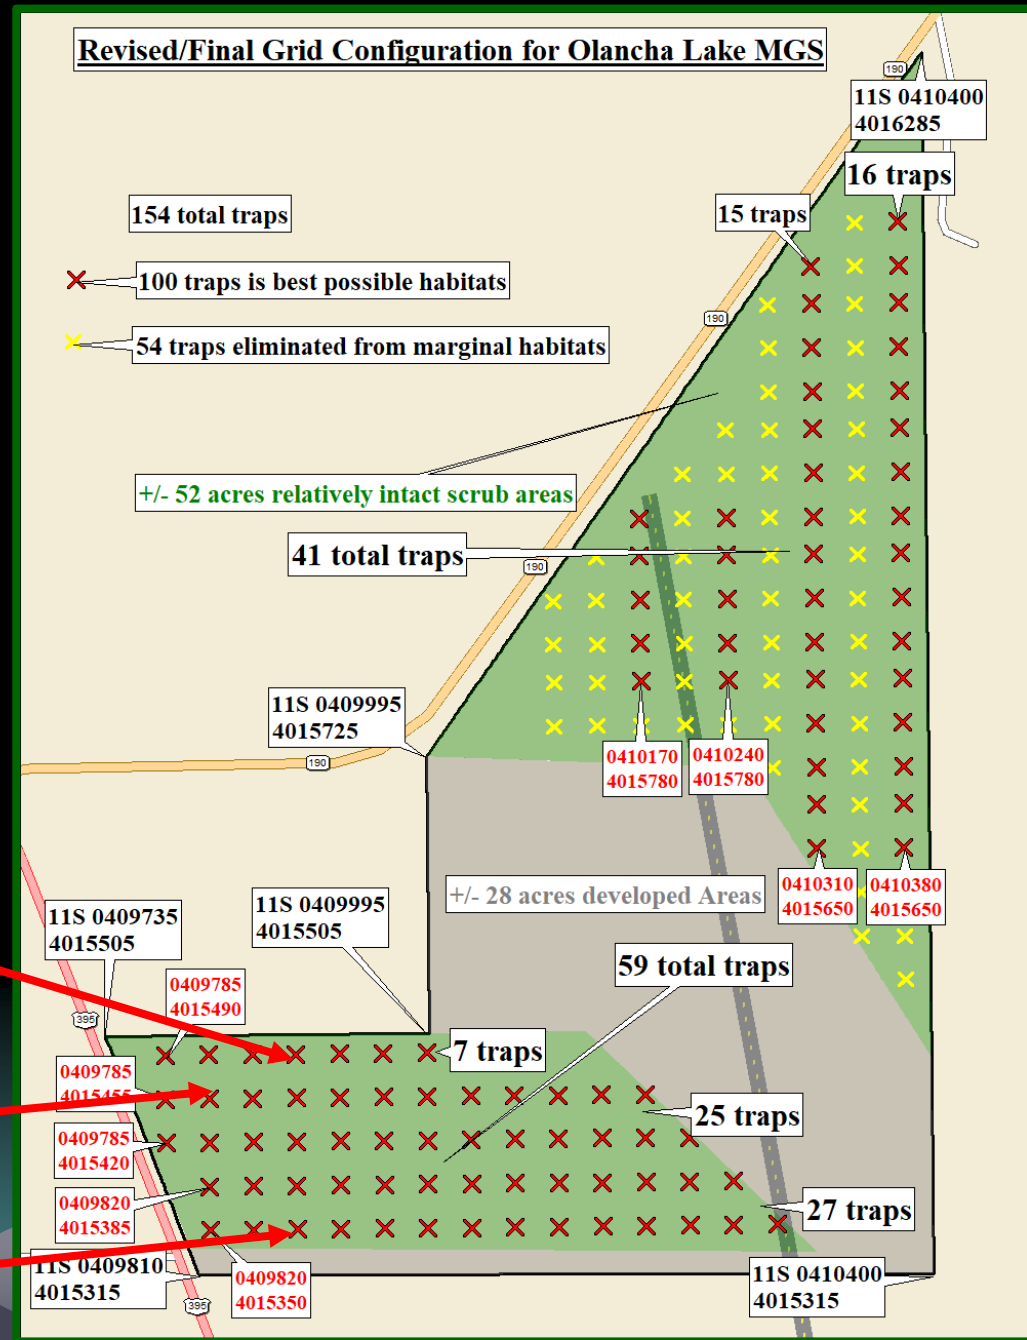 Revised/Final Grid Configuration for Olancha Lake MGS
190
11S 0410400
4016285
16 traps
154 total traps
15 traps
100 traps is best possible habitats
190
54 traps eliminated from marginal habitats
+/- 52 acres relatively intact scrub areas
41 total traps
190
11S 0409995
4015725
190
0410170
4015780
0410240
4015780
+/- 28 acres developed Areas
0410310
4015650
0410380
4015650
11S 0409735
4015505
11S 0409995
4015505
59 total traps
0409785
4015490
395
7 traps
0409785
4015455
25 traps
0409785
4015420
0409820
4015385
27 traps
11S 0409810
4015315
0409820
4015350
11S 0410400
4015315
395